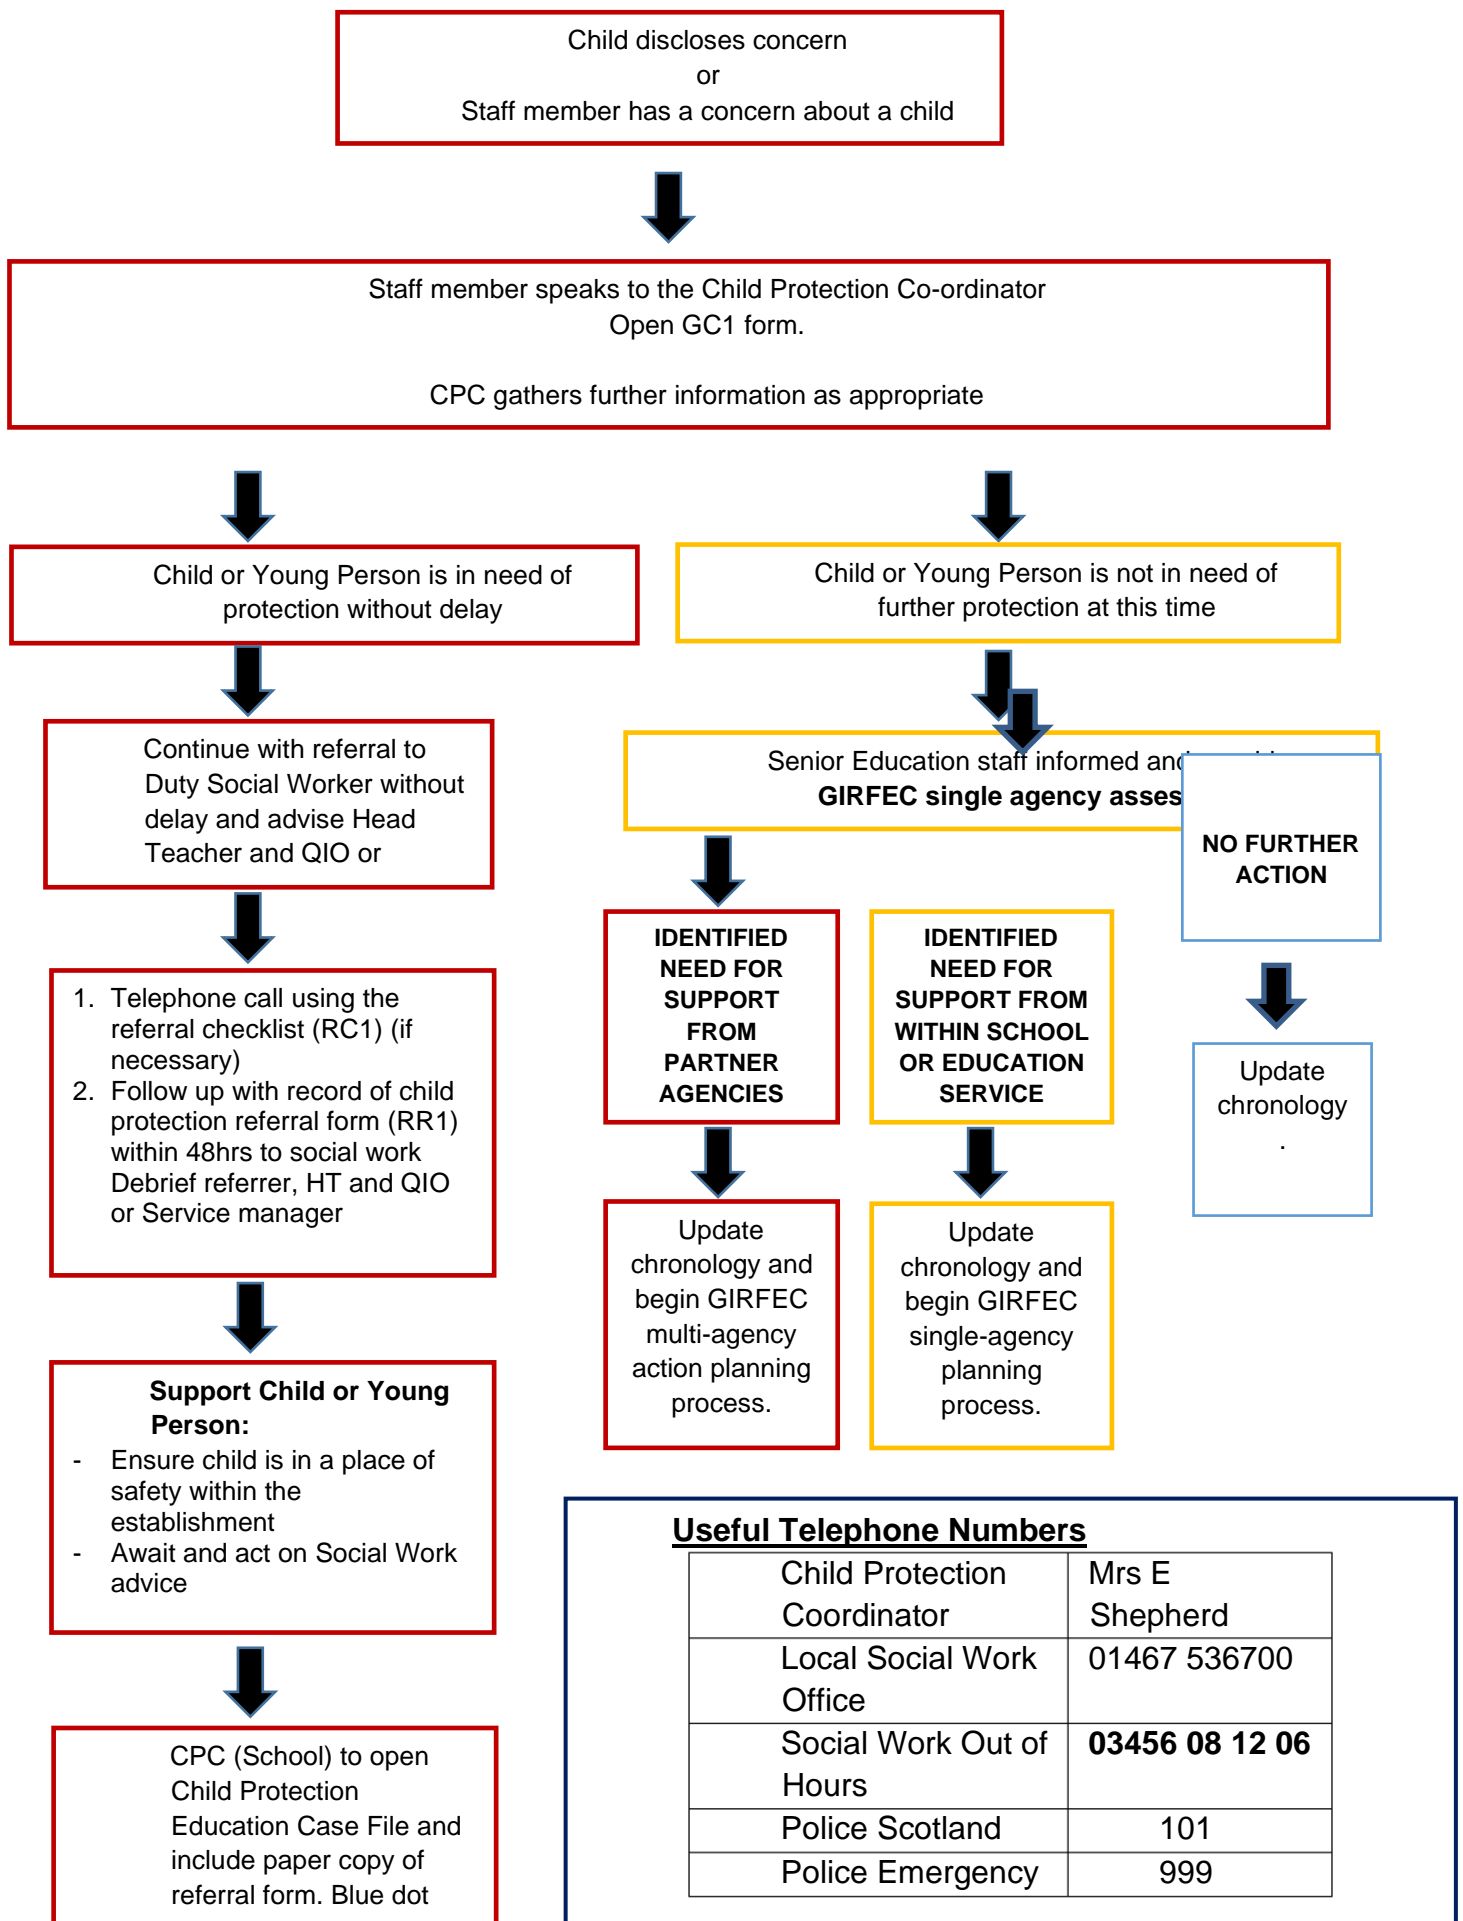 Child discloses concern
or
Staff member has a concern about a child
Staff member speaks to the Child Protection Co-ordinator
Open GC1 form.
CPC gathers further information as appropriate
Child or Young Person is in need of
protection without delay
Child or Young Person is not in need of
further protection at this time
Continue with referral to
Duty Social Worker without
delay and advise Head
Teacher and QIO or
Senior Education staff informed and
GIRFEC single agency asses
NO FURTHER
ACTION
1. Telephone call using the
referral checklist (RC1) (if
necessary)
2. Follow up with record of child
protection referral form (RR1)
within 48hrs to social work
Debrief referrer, HT and QIO
or Service manager
IDENTIFIED
NEED FOR
SUPPORT
FROM
PARTNER
AGENCIES
IDENTIFIED
NEED FOR
SUPPORT FROM
WITHIN SCHOOL
OR EDUCATION
SERVICE
Update
chronology
.
Update
chronology and
begin GIRFEC
multi-agency
action planning
process.
Update
chronology and
begin GIRFEC
single-agency
planning
process.
Support Child or Young
Person:
- Ensure child is in a place of
safety within the
establishment
- Await and act on Social Work
advice
CPC (School) to open
Child Protection
Education Case File and
include paper copy of
referral form. Blue dot
Useful Telephone Numbers
Child Protection Mrs E
Coordinator Shepherd
Local Social Work 01467 536700
Office
Social Work Out of 03456 08 12 06
Hours
Police Scotland 101
Police Emergency 999